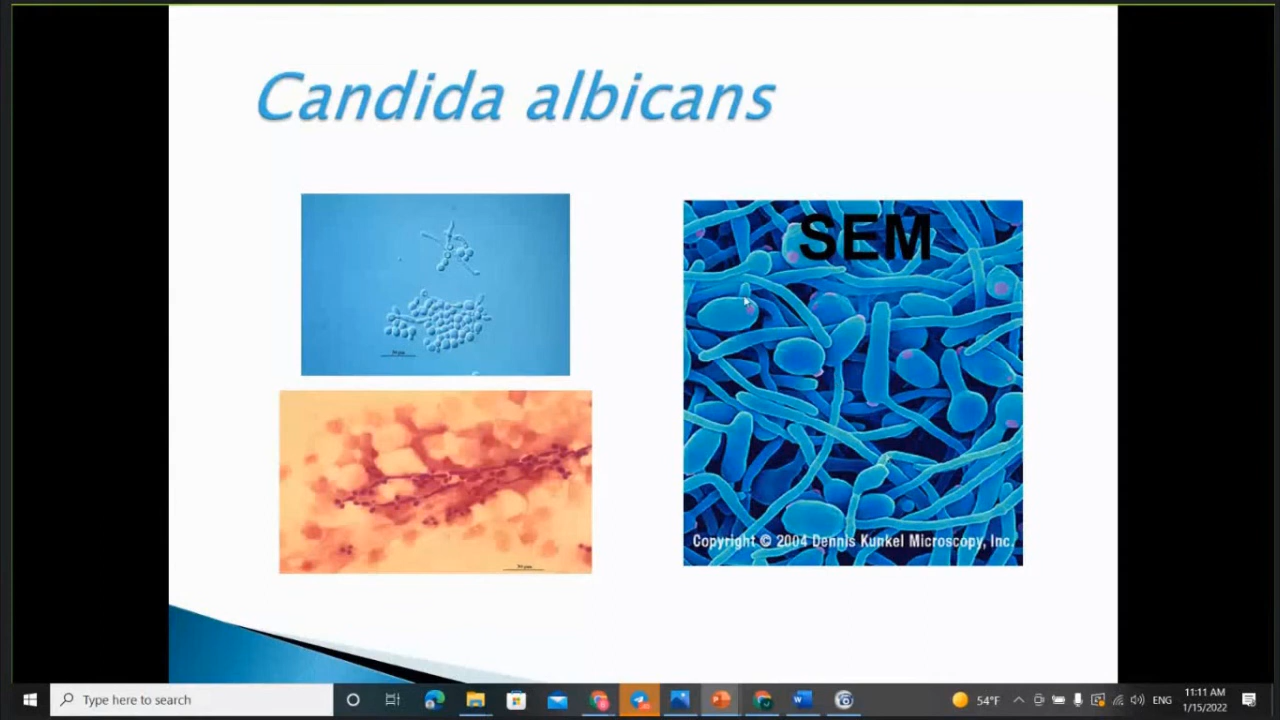 Candida albicans
SEM
Copyright © 2004 Dennis Kunkel Microscopy, Inc.
Type here to search
54°F
ENG
11:11 AM
1/15/2022